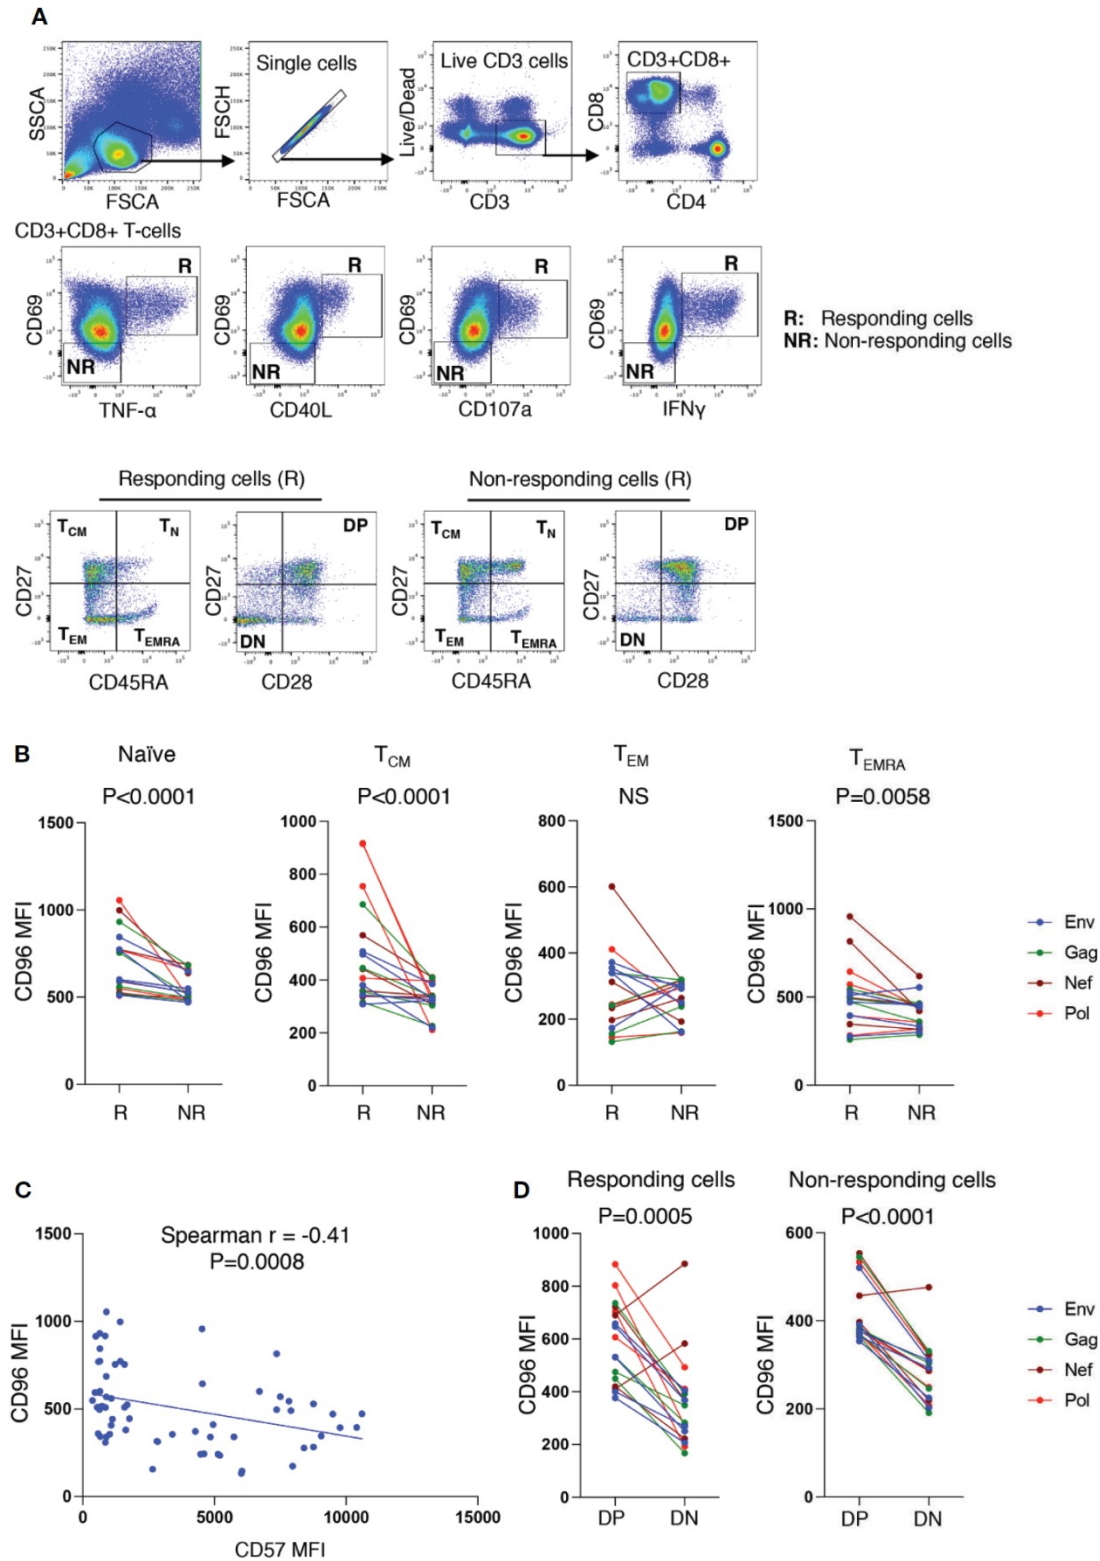 A
Single cells
Live CD3 cells
CD3+CD8+
SSCA
FSCH
Live/Dead
CD8
FSCA
FSCA
CD3
CD4
CD3+CD8+ T-cells
R
R
R
R
CD69
CD69
CD69
CD69
NR
NR
NR
NR
TNF-α
CD40L
CD107a
IFNγ
R: Responding cells
NR: Non-responding cells
Responding cells (R)
Non-responding cells (R)
TCM
TN
DP
TCM
TN
DP
CD27
CD27
CD27
CD27
TEM
TEMRA
DN
TEM
TEMRA
DN
CD45RA
CD28
CD45RA
CD28
B
Naïve
TCM
TEM
TEMRA
P<0.0001
P<0.0001
NS
P=0.0058
CD96 MFI
1500
1000
500
0
R
NR
CD96 MFI
1000
800
600
400
200
0
R
NR
CD96 MFI
800
600
400
200
0
R
NR
CD96 MFI
1500
1000
500
0
R
NR
Env
Gag
Nef
Pol
C
Spearman r = -0.41
P=0.0008
CD96 MFI
1500
1000
500
0
0
5000
10000
15000
CD57 MFI
D
Responding cells
P=0.0005
CD96 MFI
1000
800
600
400
200
0
DP
DN
Non-responding cells
P<0.0001
CD96 MFI
600
400
200
0
DP
DN
Env
Gag
Nef
Pol